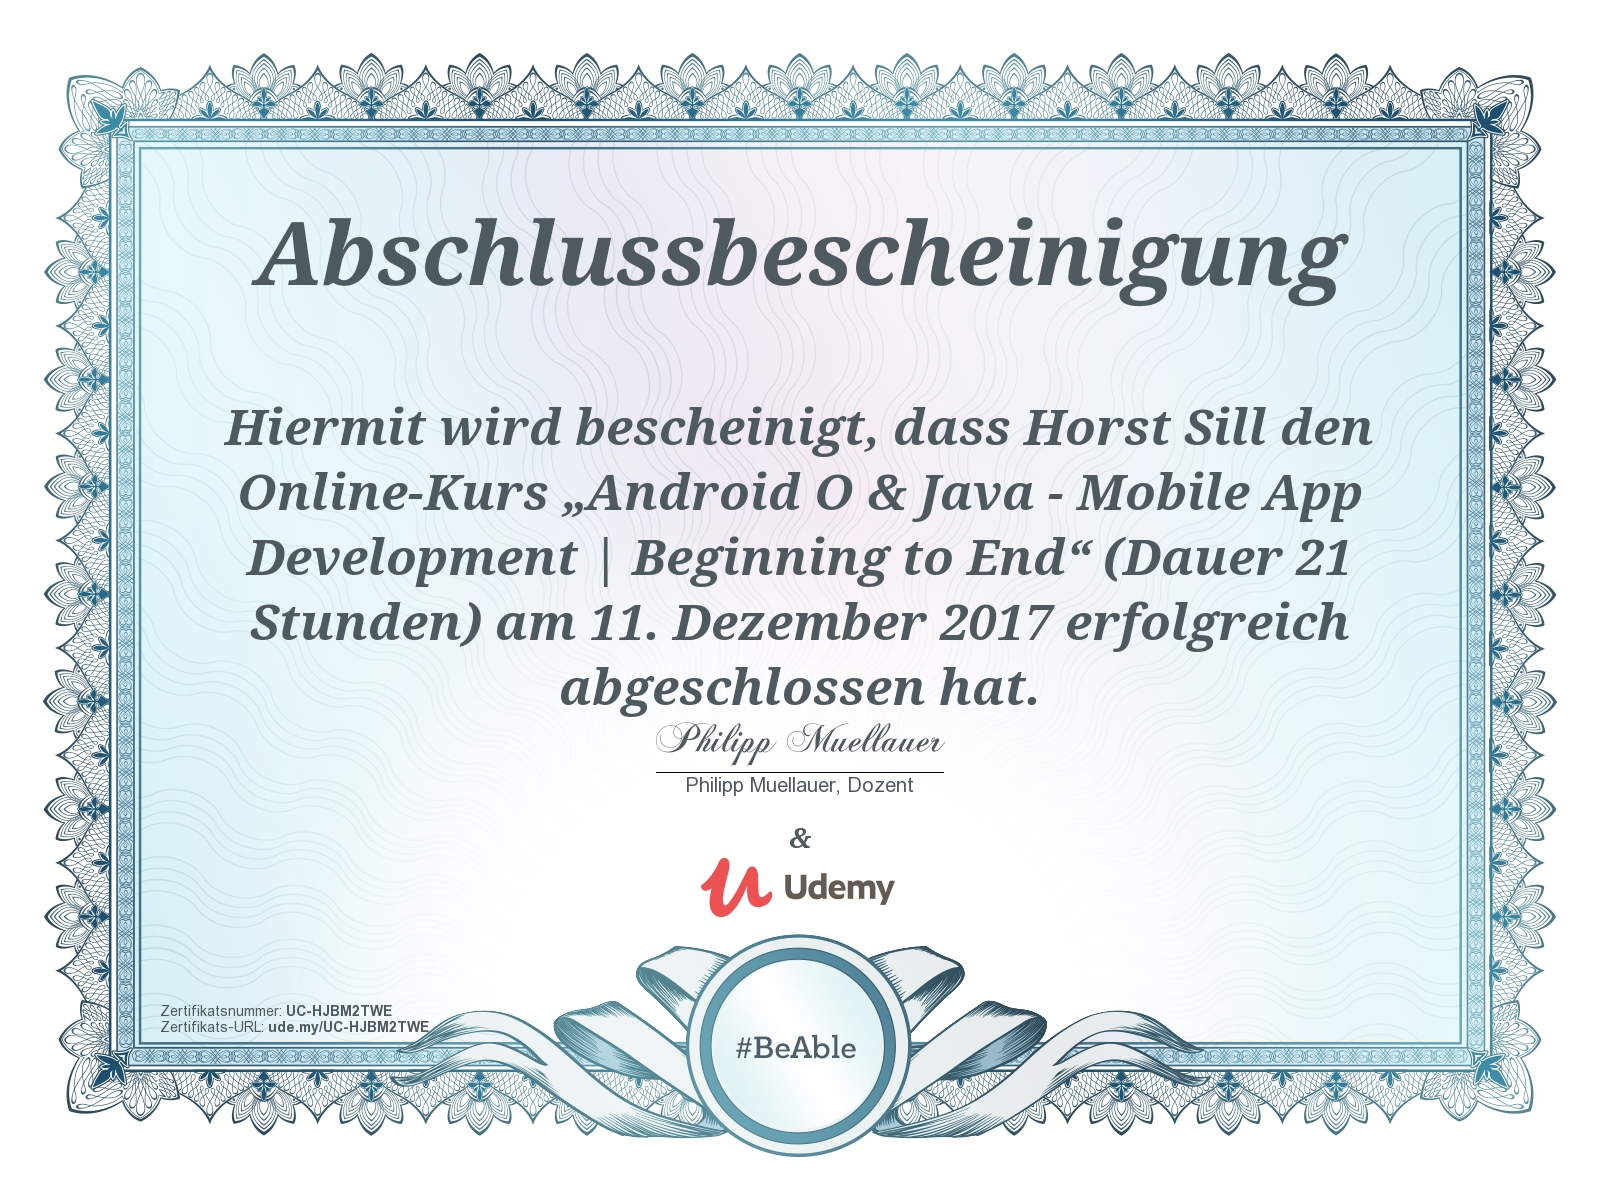 Abschlussbescheinigung
Hiermit wird bescheinigt, dass Horst Sill den
Online-Kurs „Android O & Java - Mobile App
Development | Beginning to End“ (Dauer 21
Stunden) am 11. Dezember 2017 erfolgreich
abgeschlossen hat.
Philipp Muellauer
Philipp Muellauer, Dozent
&
Udemy
Zertifikatsnummer: UC-HJBM2TWE
Zertifikats-URL: ude.my/UC-HJBM2TWE
#BeAble